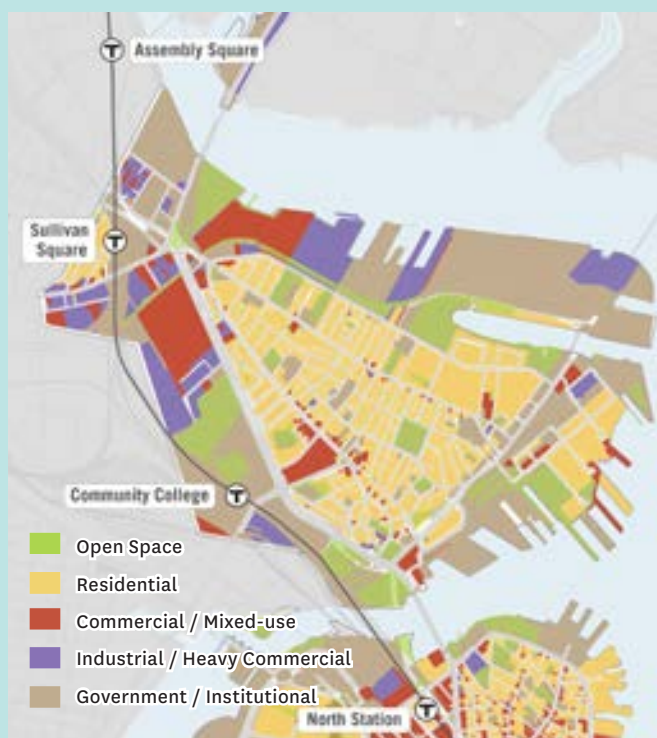 T
Assembly Square
Sullivan
Square
T
Community College
T
Open Space
Residential
Commercial / Mixed-use
Industrial / Heavy Commercial
Government / Institutional
North Station
T